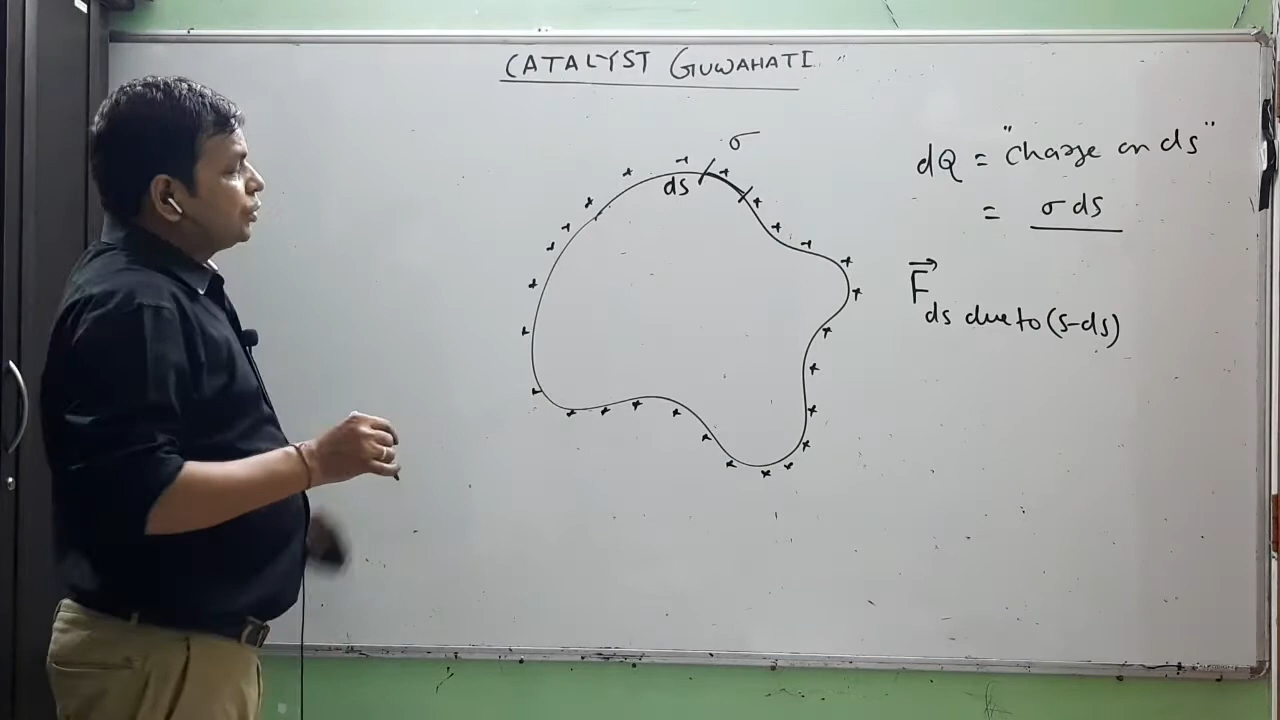 CATALYST GUWAHATI
σ
ds
dQ = "Charge on ds"
= σ ds
F⃗ ds due to (s-ds)